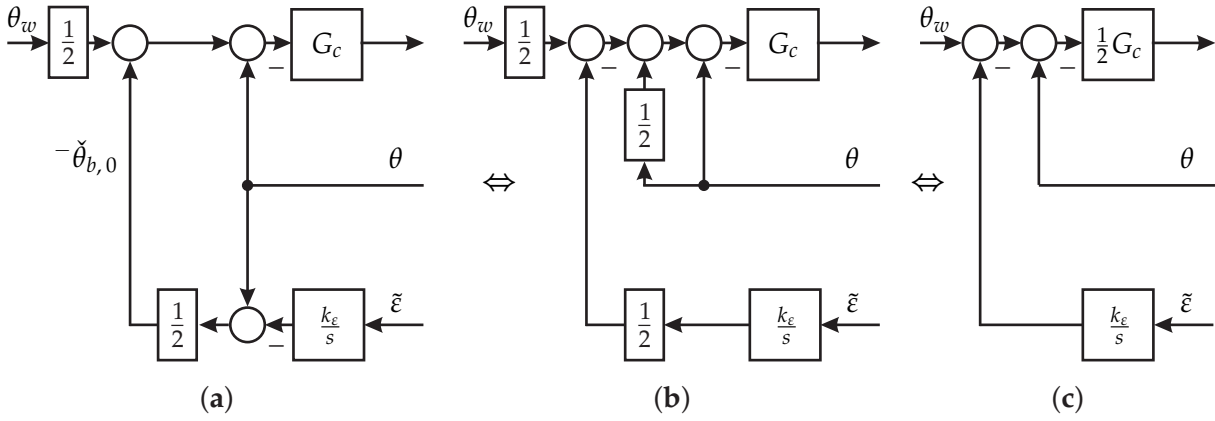 θ_w 1/2 − G_c
−θ̌_{b,0} θ
1/2 − k_ε/s ε̃
(a)
⇔
θ_w 1/2 − − G_c
1/2 θ
1/2 k_ε/s ε̃
(b)
⇔
θ_w − − 1/2 G_c
θ
k_ε/s ε̃
(c)